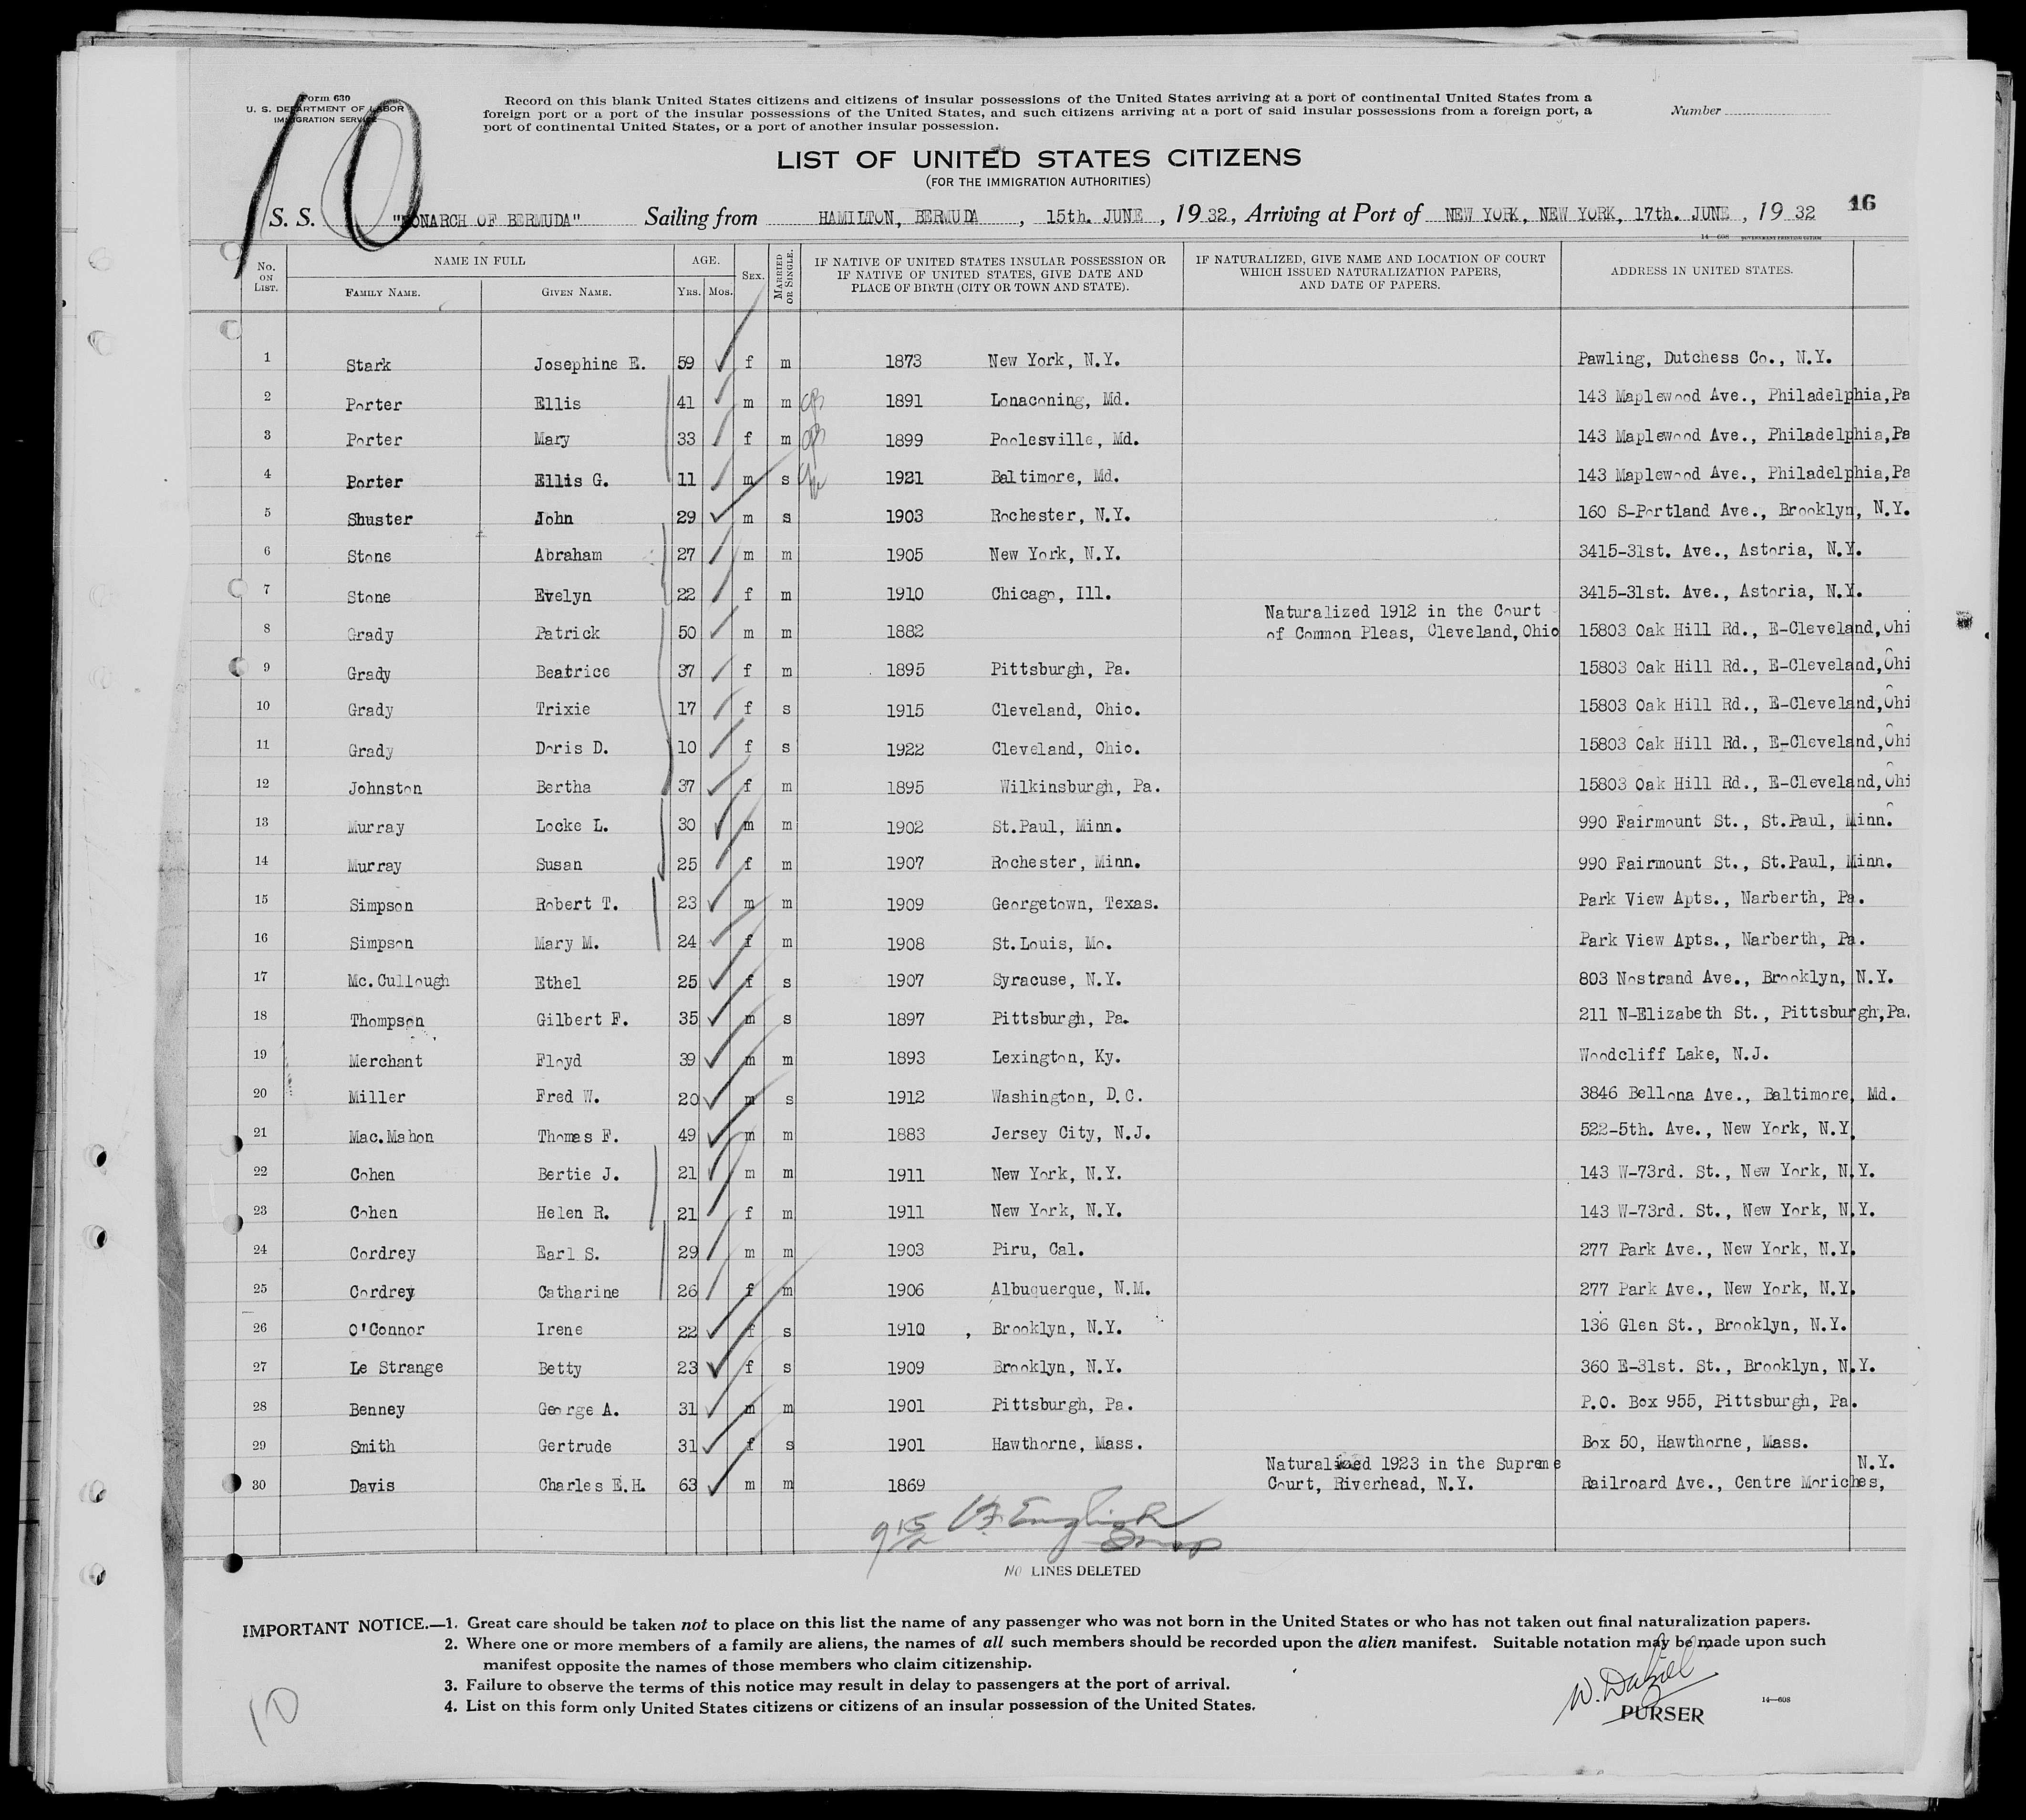 Form 630
U. S. DEPARTMENT OF LABOR
IMMIGRATION SERVICE
10
Record on this blank United States citizens and citizens of insular possessions of the United States arriving at a port of continental United States from a
foreign port or a port of the insular possessions of the United States, and such citizens arriving at a port of said insular possessions from a foreign port, a
port of continental United States, or a port of another insular possession.
Number
LIST OF UNITED STATES CITIZENS
(FOR THE IMMIGRATION AUTHORITIES)
S. S. "MONARCH OF BERMUDA" Sailing from HAMILTON, BERMUDA, 15th. JUNE, 1932, Arriving at Port of NEW YORK, NEW YORK, 17th. JUNE, 1932 16
14—608 GOVERNMENT PRINTING OFFICE
No. ON LIST. NAME IN FULL FAMILY NAME. GIVEN NAME. AGE. YRS. MOS. SEX. MARRIED OR SINGLE. IF NATIVE OF UNITED STATES INSULAR POSSESSION OR IF NATIVE OF UNITED STATES, GIVE DATE AND PLACE OF BIRTH (CITY OR TOWN AND STATE). IF NATURALIZED, GIVE NAME AND LOCATION OF COURT WHICH ISSUED NATURALIZATION PAPERS, AND DATE OF PAPERS. ADDRESS IN UNITED STATES.
1 Stark Josephine E. 59 f m 1873 New York, N.Y. Pawling, Dutchess Co., N.Y.
2 Porter Ellis 41 m m 1891 Lonaconing, Md. 143 Maplewood Ave., Philadelphia,Pa
3 Porter Mary 33 f m 1899 Poolesville, Md. 143 Maplewood Ave., Philadelphia,Pa
4 Porter Ellis G. 11 m s 1921 Baltimore, Md. 143 Maplewood Ave., Philadelphia,Pa
5 Shuster John 29 m s 1903 Rochester, N.Y. 160 S-Portland Ave., Brooklyn, N.Y.
6 Stone Abraham 27 m m 1905 New York, N.Y. 3415-31st. Ave., Astoria, N.Y.
7 Stone Evelyn 22 f m 1910 Chicago, Ill. 3415-31st. Ave., Astoria, N.Y.
Naturalized 1912 in the Court
8 Grady Patrick 50 m m 1882 of Common Pleas, Cleveland,Ohio 15803 Oak Hill Rd., E-Cleveland,Ohi
9 Grady Beatrice 37 f m 1895 Pittsburgh, Pa. 15803 Oak Hill Rd., E-Cleveland,Ohi
10 Grady Trixie 17 f s 1915 Cleveland, Ohio. 15803 Oak Hill Rd., E-Cleveland,Ohi
11 Grady Doris D. 10 f s 1922 Cleveland, Ohio. 15803 Oak Hill Rd., E-Cleveland,Ohi
12 Johnston Bertha 37 f m 1895 Wilkinsburgh, Pa. 15803 Oak Hill Rd., E-Cleveland,Ohi
13 Murray Locke L. 30 m m 1902 St.Paul, Minn. 990 Fairmount St., St.Paul, Minn.
14 Murray Susan 25 f m 1907 Rochester, Minn. 990 Fairmount St., St.Paul, Minn.
15 Simpson Robert T. 23 m m 1909 Georgetown, Texas. Park View Apts., Narberth, Pa.
16 Simpson Mary M. 24 f m 1908 St.Louis, Mo. Park View Apts., Narberth, Pa.
17 Mc.Cullough Ethel 25 f s 1907 Syracuse, N.Y. 803 Nostrand Ave., Brooklyn, N.Y.
18 Thompson Gilbert F. 35 m s 1897 Pittsburgh, Pa. 211 N-Elizabeth St., Pittsburgh,Pa.
19 Merchant Floyd 39 m m 1893 Lexington, Ky. Woodcliff Lake, N.J.
20 Miller Fred W. 20 m s 1912 Washington, D.C. 3846 Bellona Ave., Baltimore, Md.
21 Mac.Mahon Thomas F. 49 m m 1883 Jersey City, N.J. 522-5th. Ave., New York, N.Y.
22 Cohen Bertie J. 21 m m 1911 New York, N.Y. 143 W-73rd. St., New York, N.Y.
23 Cohen Helen R. 21 f m 1911 New York, N.Y. 143 W-73rd. St., New York, N.Y.
24 Cordrey Earl S. 29 m m 1903 Piru, Cal. 277 Park Ave., New York, N.Y.
25 Cordrey Catharine 26 f m 1906 Albuquerque, N.M. 277 Park Ave., New York, N.Y.
26 O'Connor Irene 22 f s 1910 , Brooklyn, N.Y. 136 Glen St., Brooklyn, N.Y.
27 Le Strange Betty 23 f s 1909 Brooklyn, N.Y. 360 E-31st. St., Brooklyn, N.Y.
28 Benney George A. 31 m m 1901 Pittsburgh, Pa. P.O. Box 955, Pittsburgh, Pa.
29 Smith Gertrude 31 f s 1901 Hawthorne, Mass. Box 50, Hawthorne, Mass.
Naturalized 1923 in the Supreme N.Y.
30 Davis Charles E.H. 63 m m 1869 Court, Riverhead, N.Y. Railroard Ave., Centre Moriches,
English
NO LINES DELETED
IMPORTANT NOTICE.—1. Great care should be taken not to place on this list the name of any passenger who was not born in the United States or who has not taken out final naturalization papers.
2. Where one or more members of a family are aliens, the names of all such members should be recorded upon the alien manifest. Suitable notation may be made upon such
manifest opposite the names of those members who claim citizenship.
3. Failure to observe the terms of this notice may result in delay to passengers at the port of arrival.
4. List on this form only United States citizens or citizens of an insular possession of the United States.
W. Dalziel
PURSER
14—608
10